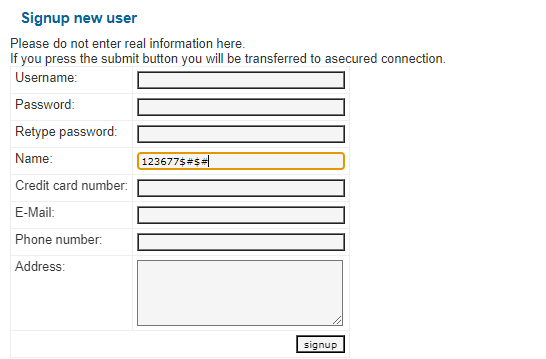 Signup new user
Please do not enter real information here.
If you press the submit button you will be transferred to asecured connection.
Username:
Password:
Retype password:
Name: 123677$#$#
Credit card number:
E-Mail:
Phone number:
Address:
signup